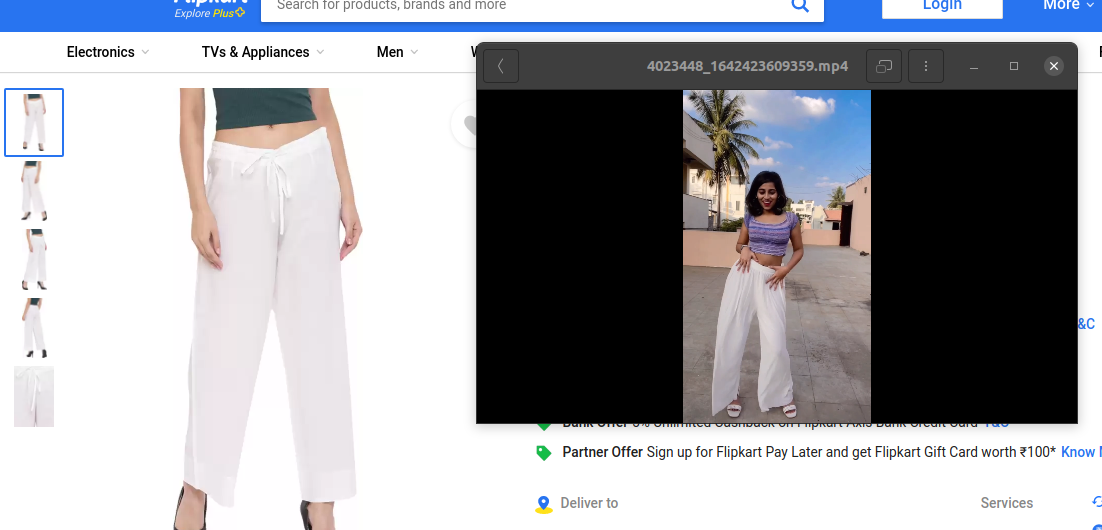 Flipkart
Explore Plus
Search for products, brands and more
Login
More
Electronics
TVs & Appliances
Men
4023448_1642423609359.mp4
&C
Bank Offer 5% Unlimited Cashback on Flipkart Axis Bank Credit Card T&C
Partner Offer Sign up for Flipkart Pay Later and get Flipkart Gift Card worth ₹100* Know
Deliver to
Services